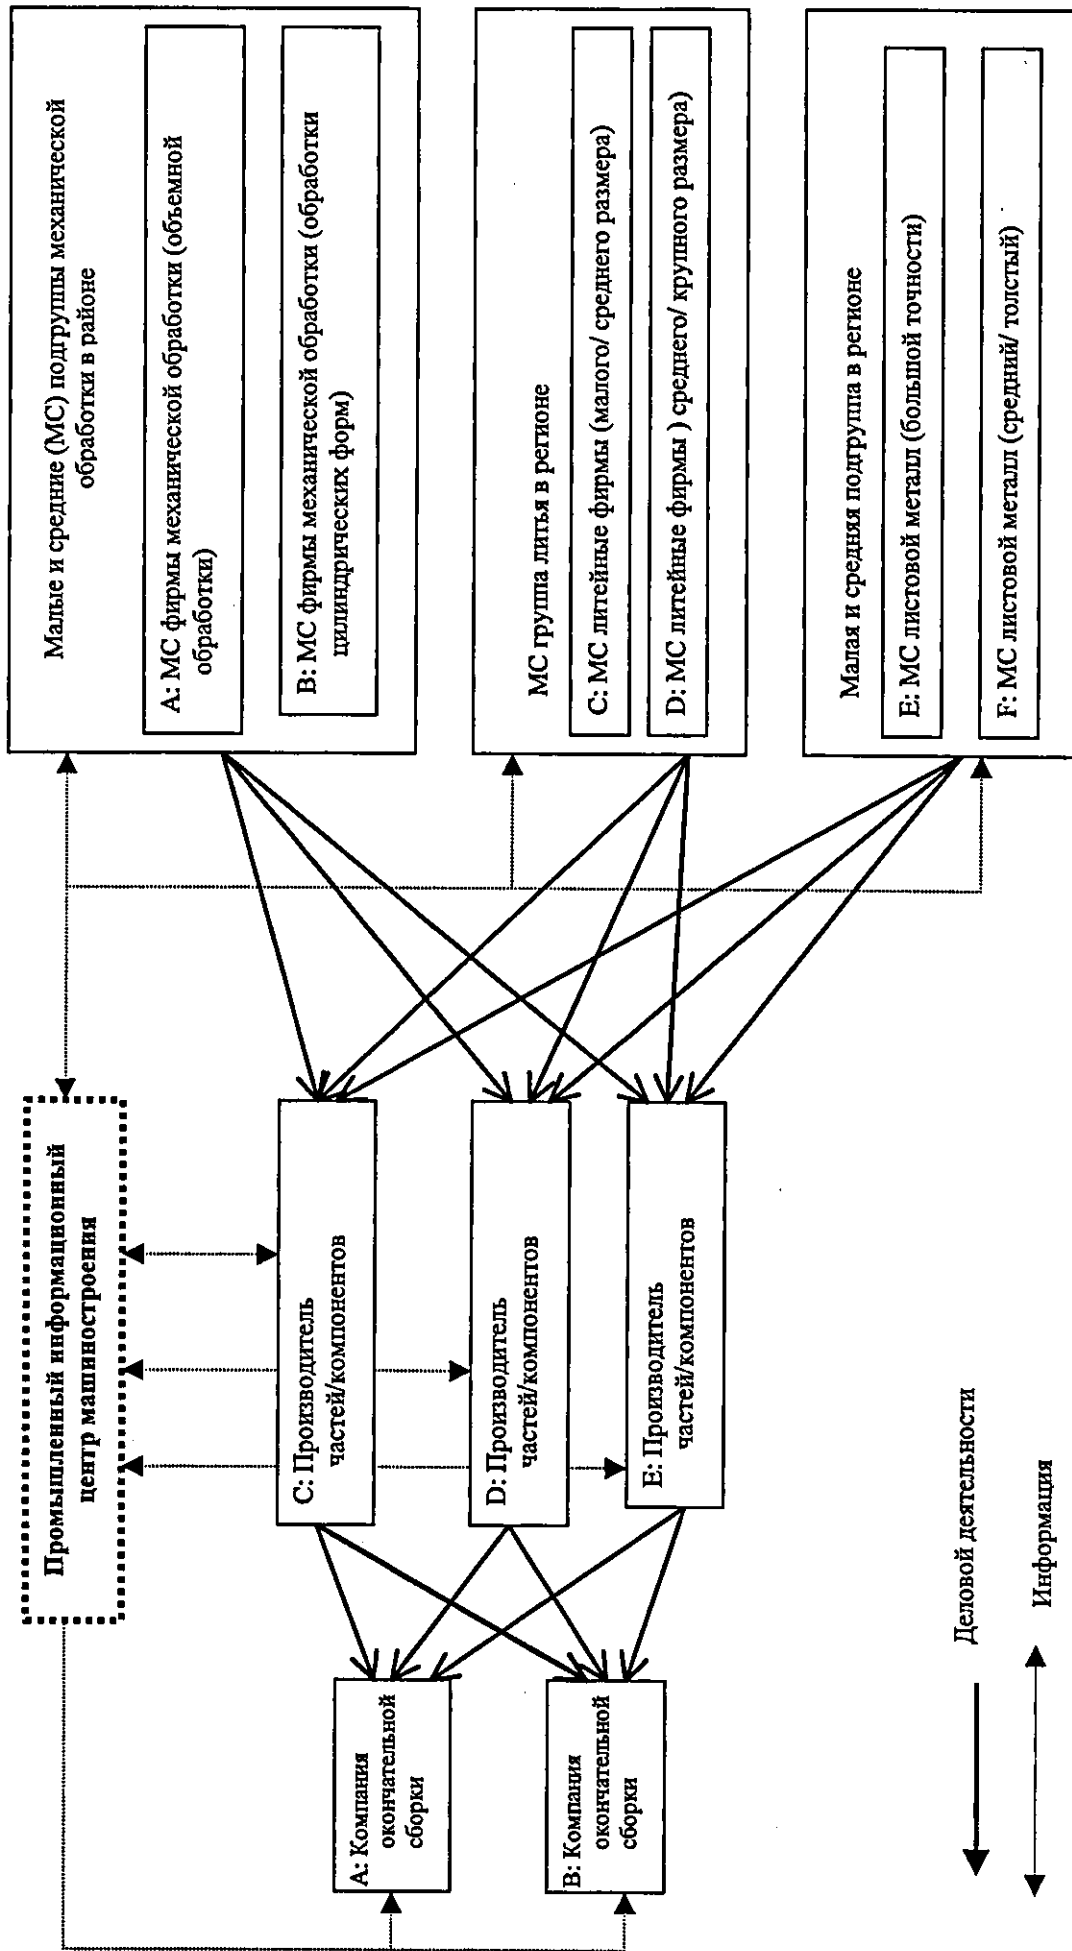 Промышленный информационный
центр машиностроения
A: Компания
окончательной
сборки
B: Компания
окончательной
сборки
C: Производитель
частей/компонентов
D: Производитель
частей/компонентов
E: Производитель
частей/компонентов
Малые и средние (МС) подгруппы механической
обработки в районе
A: МС фирмы механической обработки (объемной
обработки)
B: МС фирмы механической обработки (обработки
цилиндрических форм)
МС группа литья в регионе
C: МС литейные фирмы (малого/ среднего размера)
D: МС литейные фирмы ) среднего/ крупного размера)
Малая и средняя подгруппа в регионе
E: МС листовой металл (большой точности)
F: МС листовой металл (средний/ толстый)
Деловой деятельности
Информация